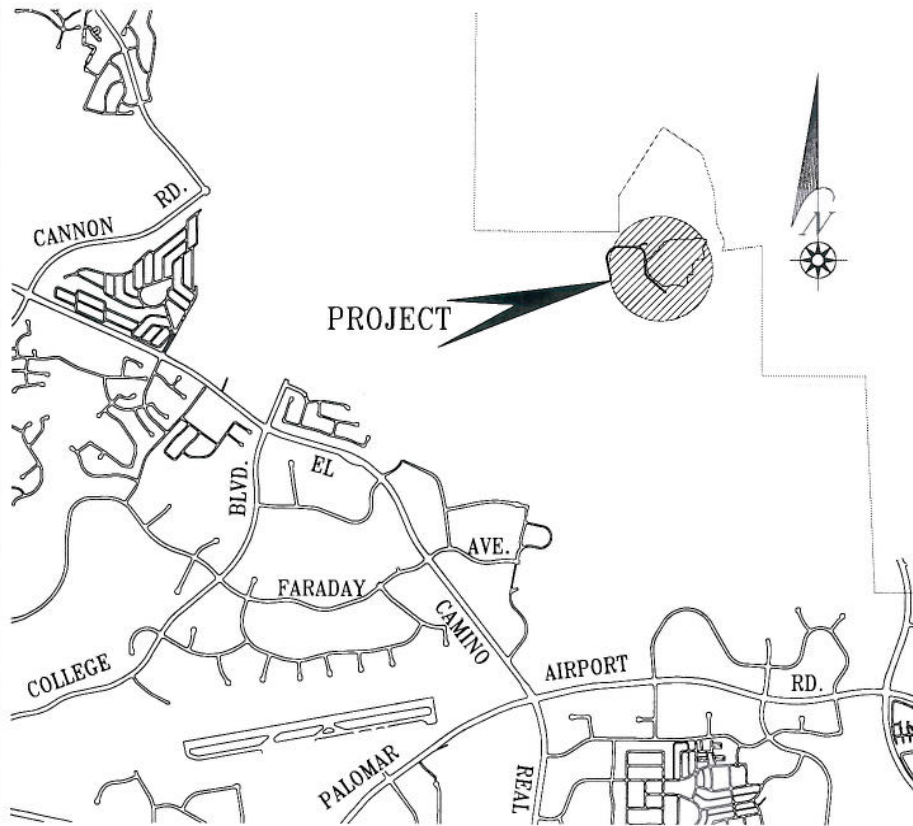 CANNON RD.
N
PROJECT
EL
BLVD.
AVE.
FARADAY
CAMINO
COLLEGE
AIRPORT RD.
PALOMAR
REAL